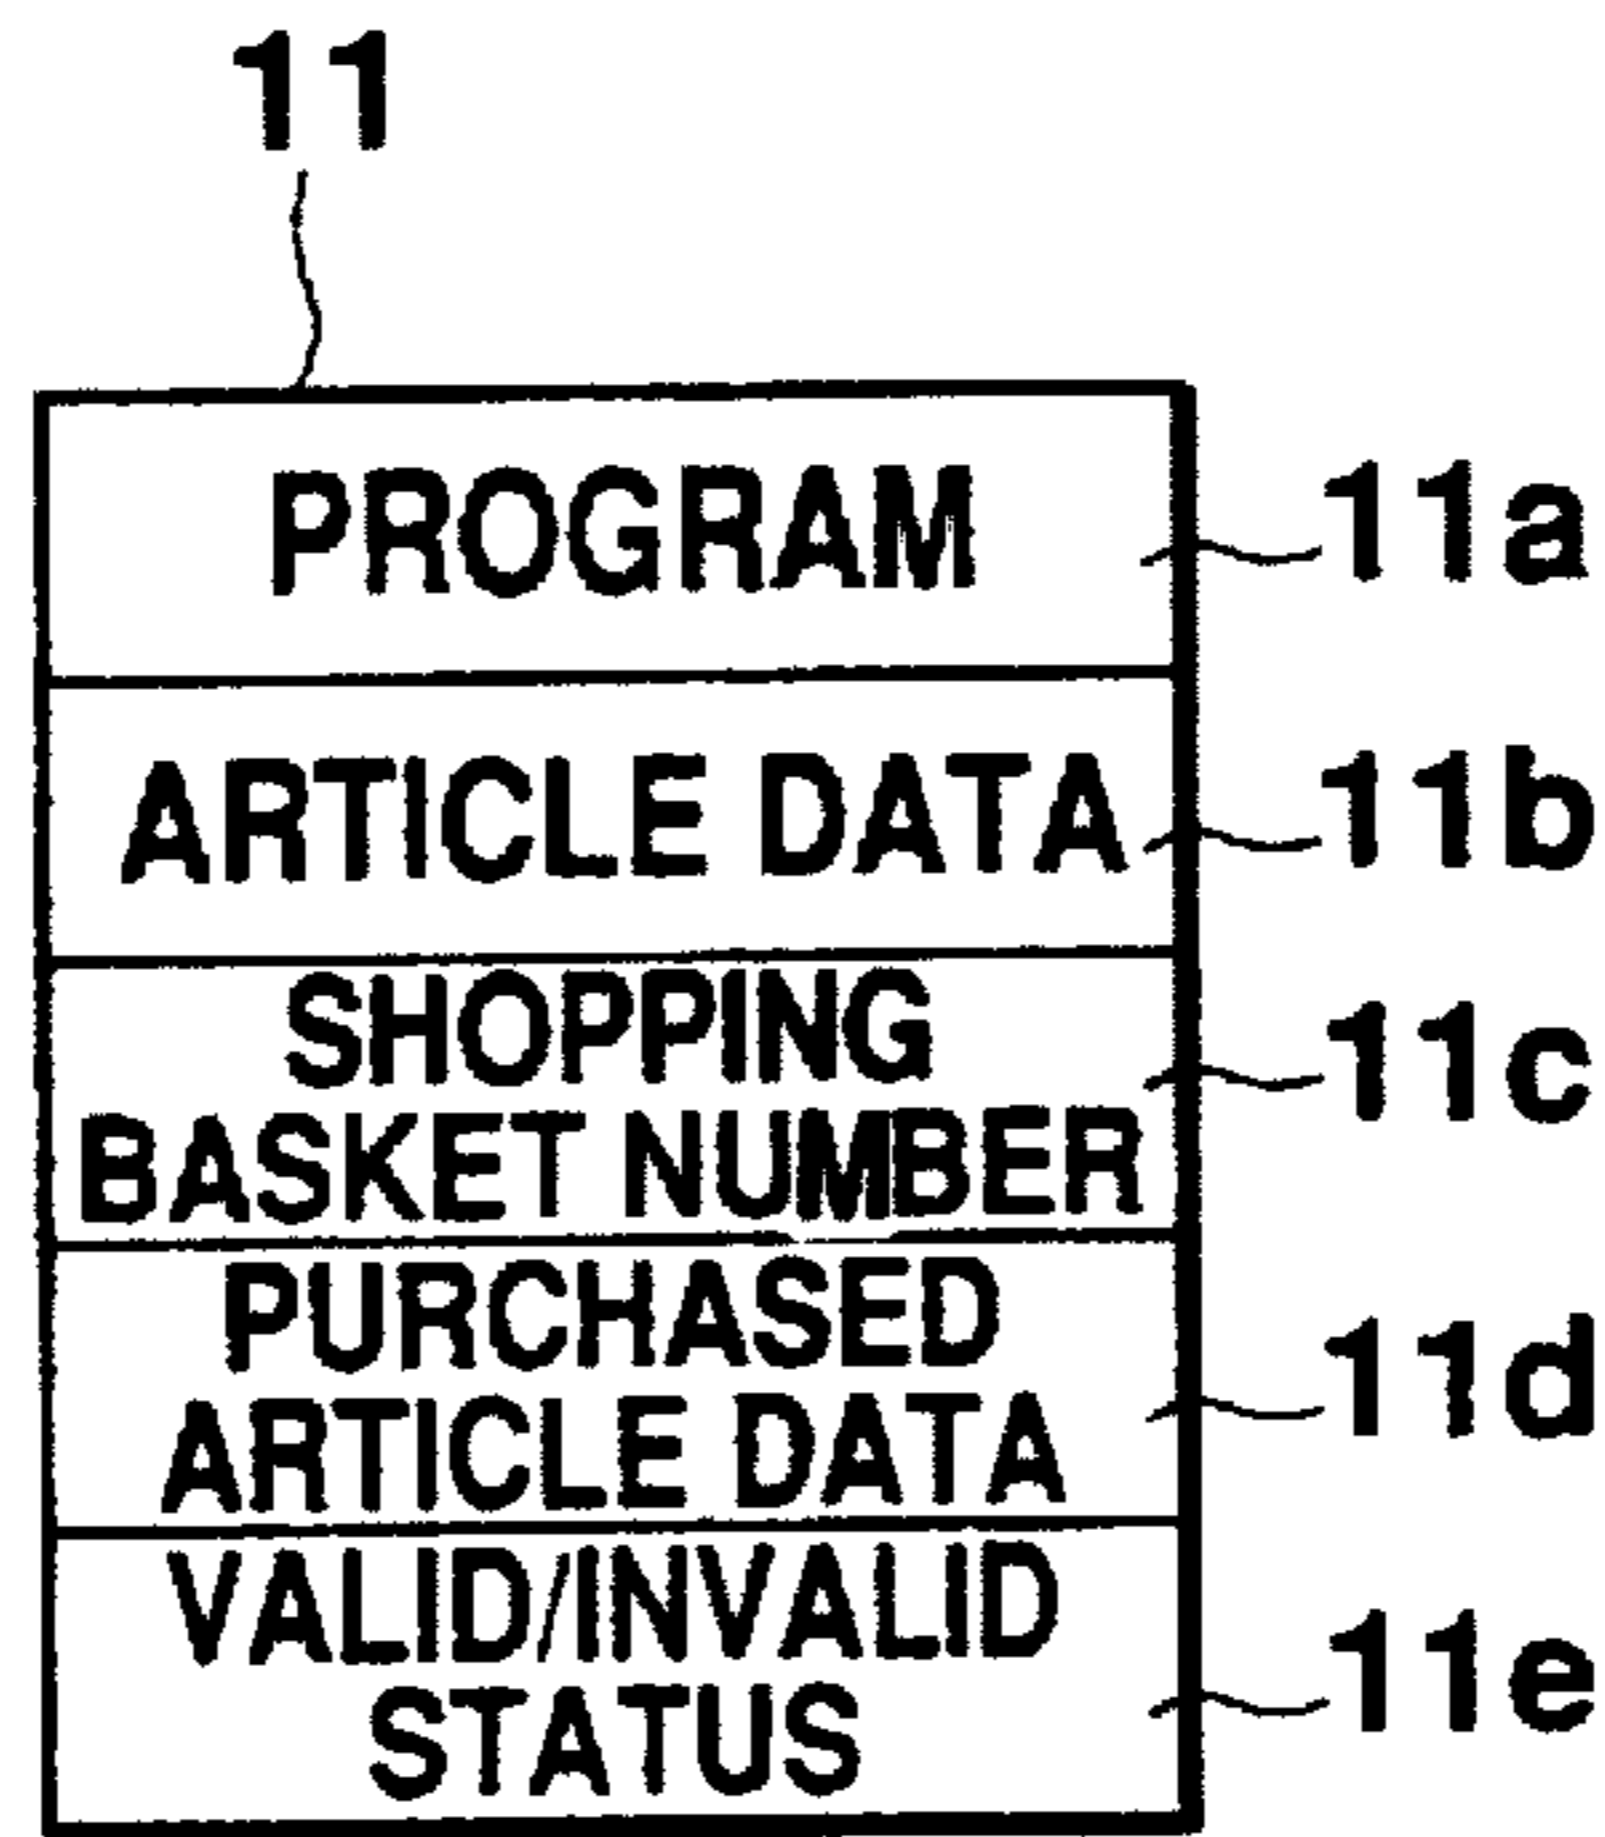 11
PROGRAM 11a
ARTICLE DATA 11b
SHOPPING
BASKET NUMBER 11c
PURCHASED
ARTICLE DATA 11d
VALID/INVALID
STATUS 11e